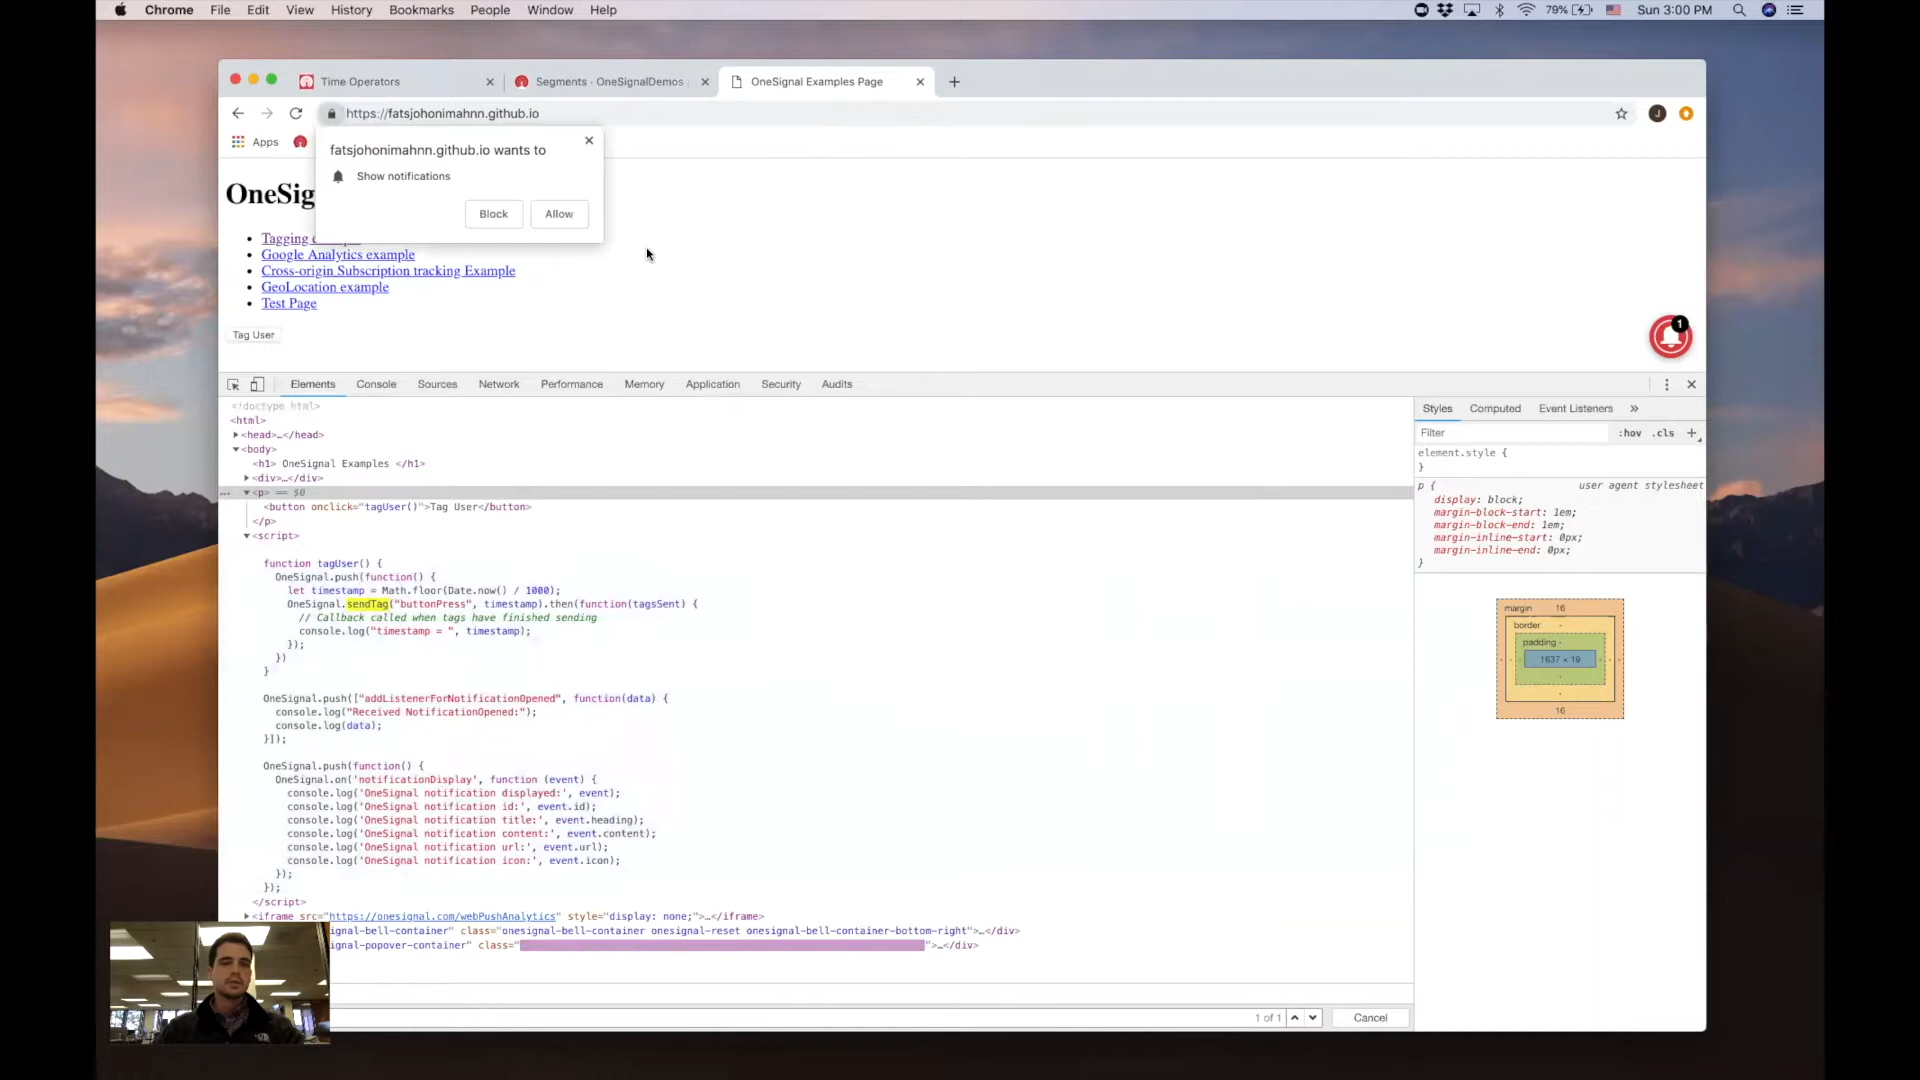 Chrome File Edit View History Bookmarks People Window Help 79% Sun 3:00 PM
Time Operators Segments · OneSignalDemos OneSignal Examples Page
https://fatsjohonimahnn.github.io J
Apps
fatsjohonimahnn.github.io wants to
Show notifications
Block Allow
OneSig
Tagging
Google Analytics example
Cross-origin Subscription tracking Example
GeoLocation example
Test Page
Tag User
1
Elements Console Sources Network Performance Memory Application Security Audits
<!doctype html>
<html>
<head>…</head>
<body>
<h1> OneSignal Examples </h1>
<div>…</div>
<p> == $0
<button onclick="tagUser()">Tag User</button>
</p>
<script>
function tagUser() {
OneSignal.push(function() {
let timestamp = Math.floor(Date.now() / 1000);
OneSignal.sendTag("buttonPress", timestamp).then(function(tagsSent) {
// Callback called when tags have finished sending
console.log("timestamp = ", timestamp);
});
})
}
OneSignal.push(["addListenerForNotificationOpened", function(data) {
console.log("Received NotificationOpened:");
console.log(data);
}]);
OneSignal.push(function() {
OneSignal.on('notificationDisplay', function (event) {
console.log('OneSignal notification displayed:', event);
console.log('OneSignal notification id:', event.id);
console.log('OneSignal notification title:', event.heading);
console.log('OneSignal notification content:', event.content);
console.log('OneSignal notification url:', event.url);
console.log('OneSignal notification icon:', event.icon);
});
});
</script>
<iframe src="https://onesignal.com/webPushAnalytics" style="display: none;">…</iframe>
ignal-bell-container" class="onesignal-bell-container onesignal-reset onesignal-bell-container-bottom-right">…</div>
ignal-popover-container" class=" ">…</div>
1 of 1 Cancel
Styles Computed Event Listeners »
Filter :hov .cls +
element.style {
}
p { user agent stylesheet
display: block;
margin-block-start: 1em;
margin-block-end: 1em;
margin-inline-start: 0px;
margin-inline-end: 0px;
}
margin 16
border -
padding -
1637 × 19
16